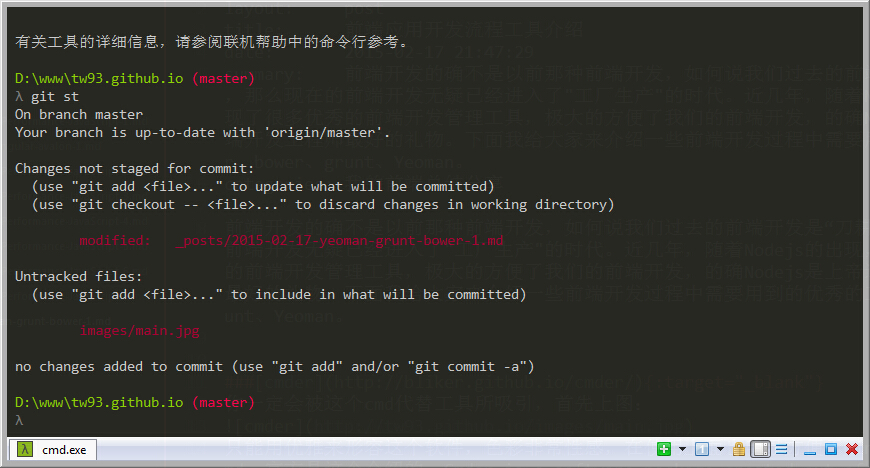 有关工具的详细信息，请参阅联机帮助中的命令行参考。
D:\www\tw93.github.io (master)
λ git st
On branch master
Your branch is up-to-date with 'origin/master'.
Changes not staged for commit:
(use "git add <file>..." to update what will be committed)
(use "git checkout -- <file>..." to discard changes in working directory)
modified: _posts/2015-02-17-yeoman-grunt-bower-1.md
Untracked files:
(use "git add <file>..." to include in what will be committed)
images/main.jpg
no changes added to commit (use "git add" and/or "git commit -a")
D:\www\tw93.github.io (master)
λ
λ cmd.exe
1